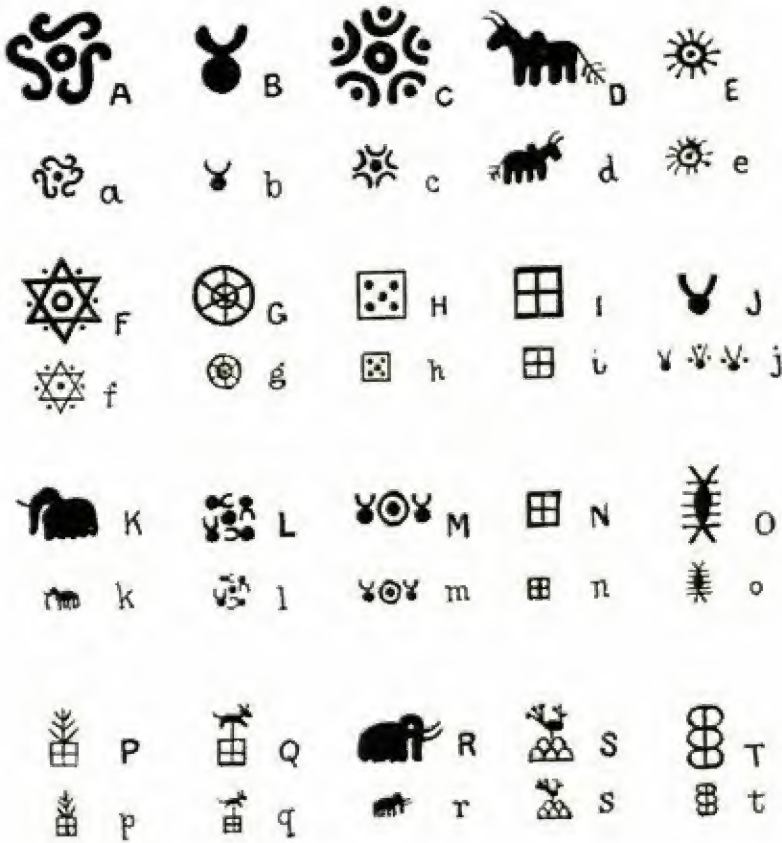 A B C D E
a b c d e
F G H I J
f g h i j
K L M N O
k l m n o
P Q R S T
p q r s t